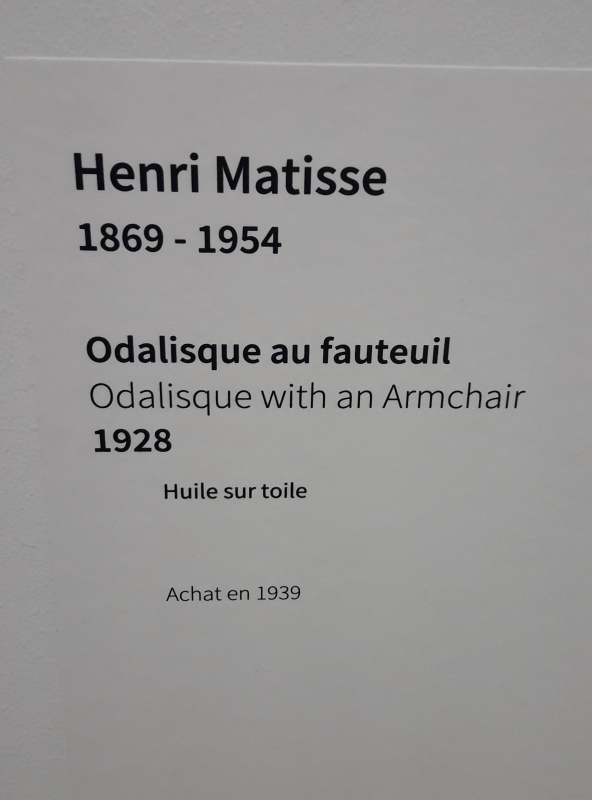 Henri Matisse
1869 - 1954
Odalisque au fauteuil
Odalisque with an Armchair
1928
Huile sur toile
Achat en 1939